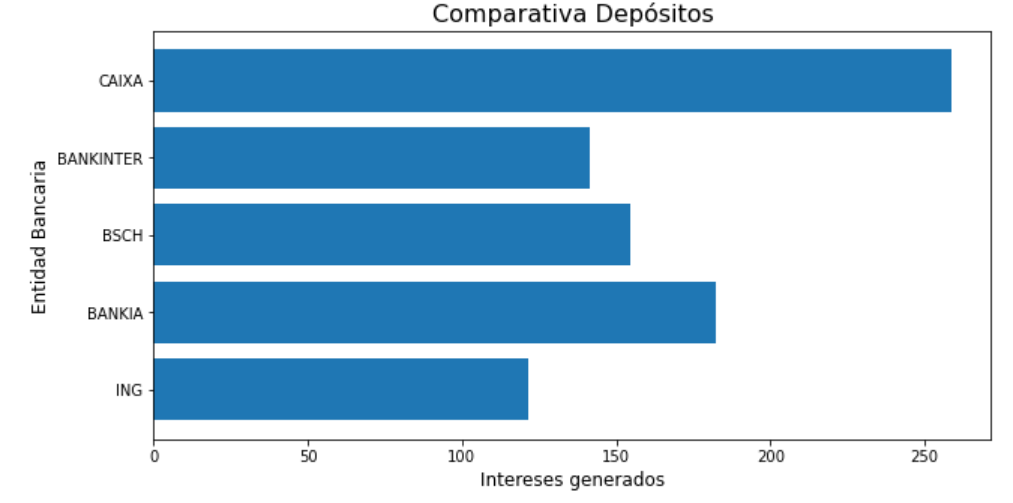 Comparativa Depósitos
CAIXA
BANKINTER
BSCH
BANKIA
ING
Entidad Bancaria
0 50 100 150 200 250
Intereses generados